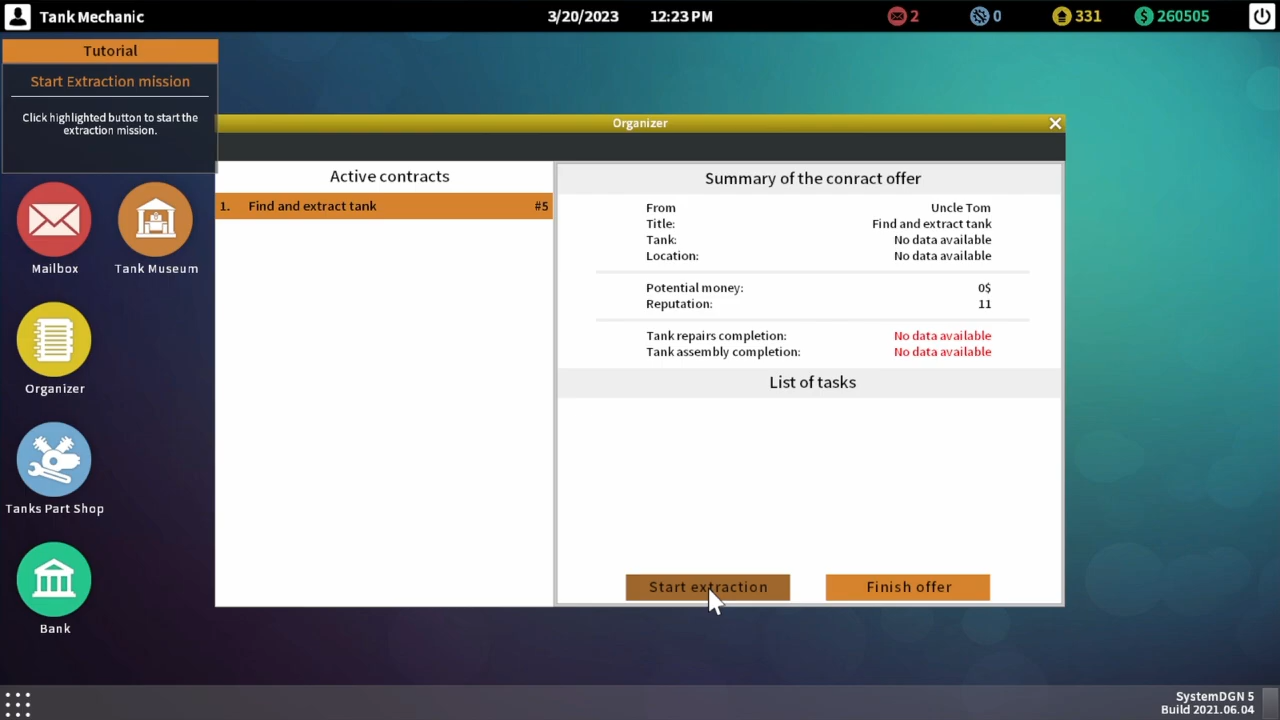 Tank Mechanic
3/20/2023 12:23 PM
2 0 331 260505
Tutorial
Start Extraction mission
Click highlighted button to start the
extraction mission.
Mailbox
Tank Museum
Organizer
Tanks Part Shop
Bank
Organizer
Active contracts
1. Find and extract tank #5
Summary of the conract offer
From Uncle Tom
Title: Find and extract tank
Tank: No data available
Location: No data available
Potential money: 0$
Reputation: 11
Tank repairs completion: No data available
Tank assembly completion: No data available
List of tasks
Start extraction
Finish offer
SystemDGN 5
Build 2021.06.04